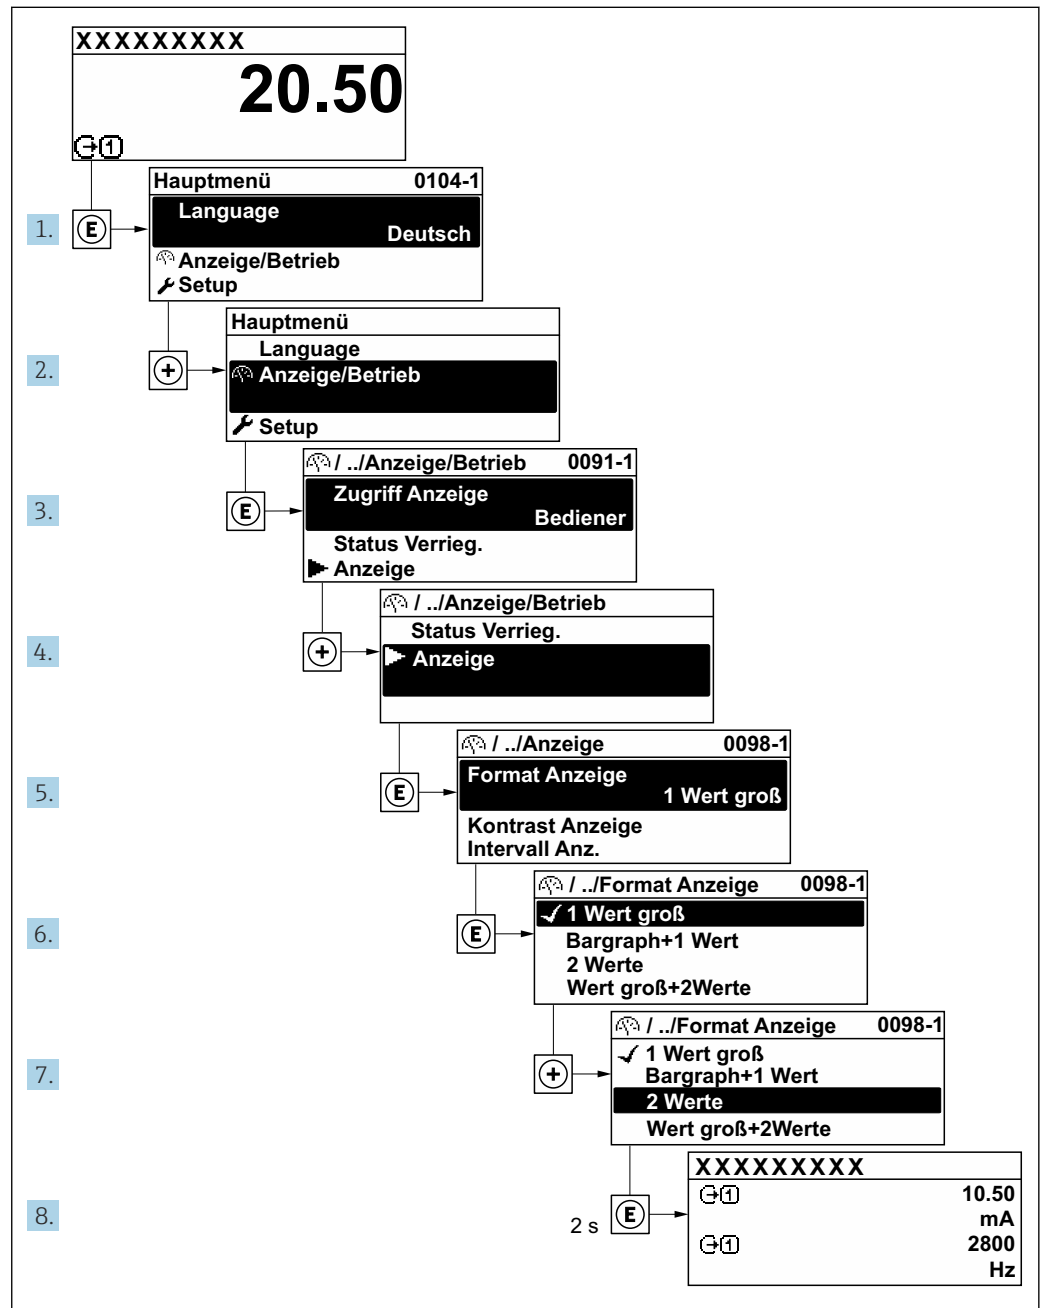 XXXXXXXXX
20.50
1
Hauptmenü 0104-1
1. E Language
Deutsch
Anzeige/Betrieb
Setup
Hauptmenü
Language
2. + Anzeige/Betrieb
Setup
/ ../Anzeige/Betrieb 0091-1
Zugriff Anzeige
3. E Bediener
Status Verrieg.
Anzeige
/ ../Anzeige/Betrieb
Status Verrieg.
4. + Anzeige
/ ../Anzeige 0098-1
Format Anzeige
5. E 1 Wert groß
Kontrast Anzeige
Intervall Anz.
/ ../Format Anzeige 0098-1
1 Wert groß
6. E Bargraph+1 Wert
2 Werte
Wert groß+2Werte
/ ../Format Anzeige 0098-1
1 Wert groß
7. + Bargraph+1 Wert
2 Werte
Wert groß+2Werte
XXXXXXXXX
1 10.50
8. 2 s E mA
1 2800
Hz